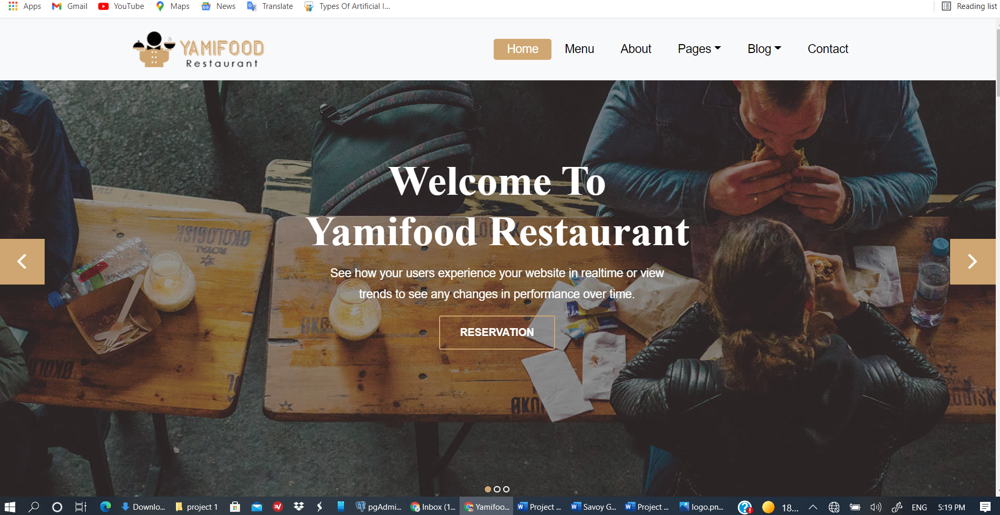 Apps Gmail YouTube Maps News Translate Types Of Artificial I... Reading list
YAMIFOOD
Restaurant
Home Menu About Pages Blog Contact
Welcome To
Yamifood Restaurant
See how your users experience your website in realtime or view
trends to see any changes in performance over time.
RESERVATION
ØKOLOGISK
ROYAL
ØKOLOGISK
Downlo... project 1 pgAdmi... Inbox (1... Yamifoo... Project ... Savoy G... Project ... logo.pn... 18... ENG 5:19 PM